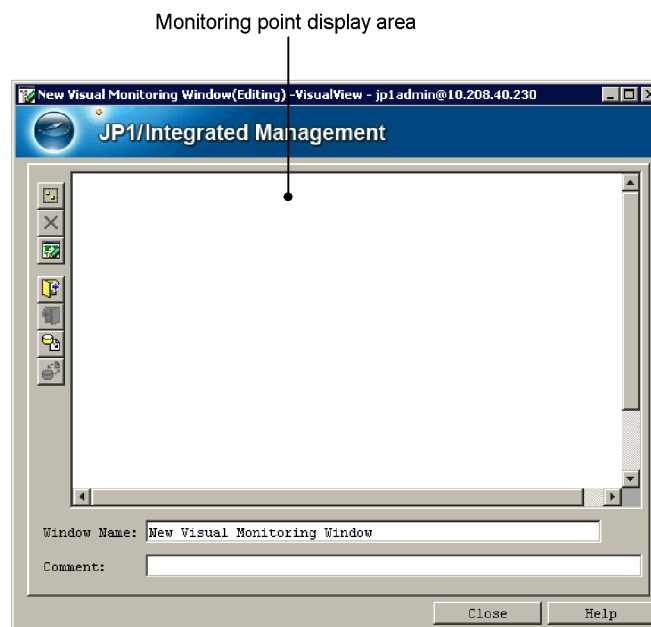 Monitoring point display area
New Visual Monitoring Window(Editing) -VisualView - jp1admin@10.208.40.230
JP1/Integrated Management
Window Name: New Visual Monitoring Window
Comment:
Close Help